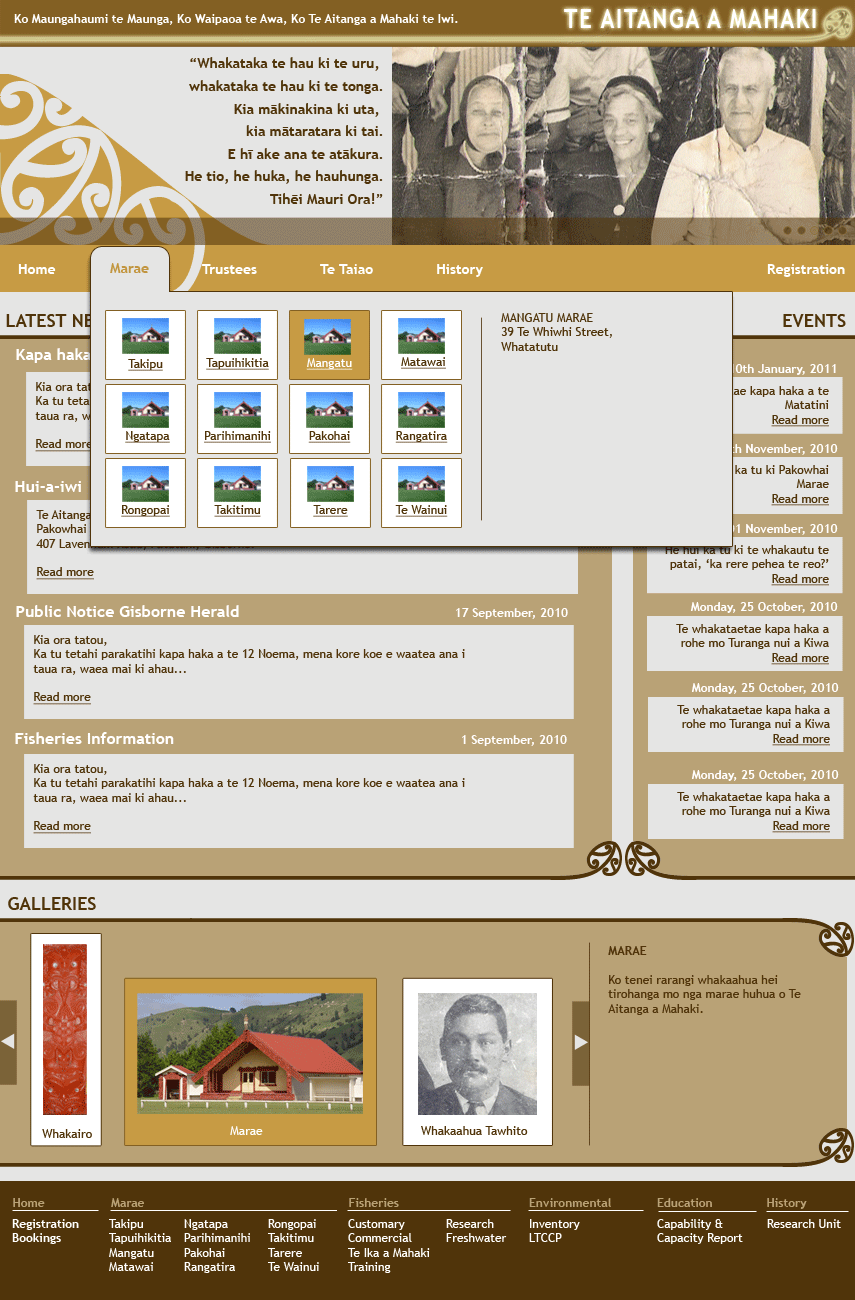 Ko Maungahaumi te Maunga, Ko Waipaoa te Awa, Ko Te Aitanga a Mahaki te Iwi.
TE AITANGA A MAHAKI
“Whakataka te hau ki te uru,
whakataka te hau ki te tonga.
Kia mākinakina ki uta,
kia mātaratara ki tai.
E hī ake ana te atākura.
He tio, he huka, he hauhunga.
Tihēi Mauri Ora!”
Home
Marae
Trustees
Te Taiao
History
Registration
Takipu
Tapuihikitia
Mangatu
Matawai
Ngatapa
Parihimanihi
Pakohai
Rangatira
Rongopai
Takitimu
Tarere
Te Wainui
MANGATU MARAE
39 Te Whiwhi Street,
Whatatutu
LATEST
Kapa haka
Kia ora
Ka tu
taua ra,
Read more
Hui-a-iwi
Te Aitanga
Pakowhai
407
Read more
Public Notice Gisborne Herald
17 September, 2010
Kia ora tatou,
Ka tu tetahi parakatihi kapa haka a te 12 Noema, mena kore koe e waatea ana i
taua ra, waea mai ki ahau...
Read more
Fisheries Information
1 September, 2010
Kia ora tatou,
Ka tu tetahi parakatihi kapa haka a te 12 Noema, mena kore koe e waatea ana i
taua ra, waea mai ki ahau...
Read more
EVENTS
January, 2011
kapa haka a te
Matatini
Read more
November, 2010
ka tu ki Pakowhai
Marae
Read more
01 November, 2010
He hui ka tu ki te whakautu te
patai, ‘ka rere pehea te reo?’
Read more
Monday, 25 October, 2010
Te whakataetae kapa haka a
rohe mo Turanga nui a Kiwa
Read more
Monday, 25 October, 2010
Te whakataetae kapa haka a
rohe mo Turanga nui a Kiwa
Read more
Monday, 25 October, 2010
Te whakataetae kapa haka a
rohe mo Turanga nui a Kiwa
Read more
GALLERIES
Whakairo
Marae
Whakaahua Tawhito
MARAE
Ko tenei rarangi whakaahua hei
tirohanga mo nga marae huhua o Te
Aitanga a Mahaki.
Home
Registration
Bookings
Marae
Takipu
Tapuihikitia
Mangatu
Matawai
Ngatapa
Parihimanihi
Pakohai
Rangatira
Rongopai
Takitimu
Tarere
Te Wainui
Fisheries
Customary
Commercial
Te Ika a Mahaki
Training
Research
Freshwater
Environmental
Inventory
LTCCP
Education
Capability &
Capacity Report
History
Research Unit